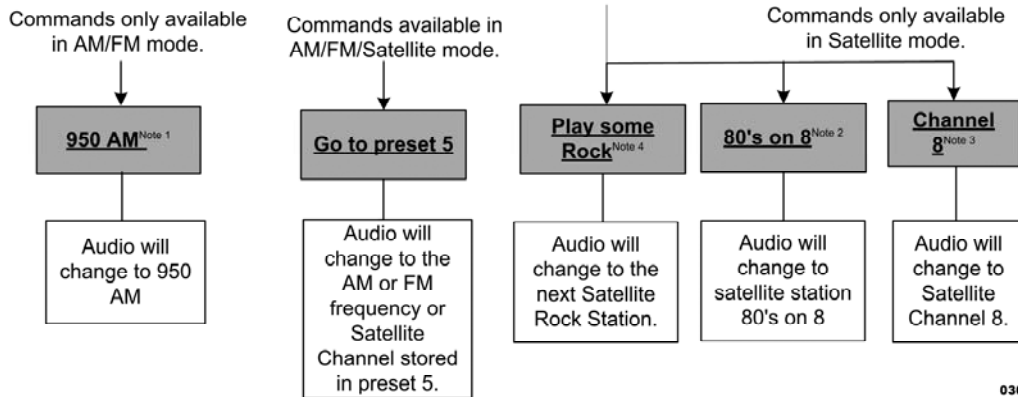 Commands only available
in AM/FM mode.
950 AM Note 1
Audio will
change to 950
AM
Commands available in
AM/FM/Satellite mode.
Go to preset 5
Audio will
change to the
AM or FM
frequency or
Satellite
Channel stored
in preset 5.
Commands only available
in Satellite mode.
Play some
Rock Note 4
Audio will
change to the
next Satellite
Rock Station.
80's on 8 Note 2
Audio will
change to
satellite station
80's on 8
Channel
8 Note 3
Audio will
change to
Satellite
Channel 8.